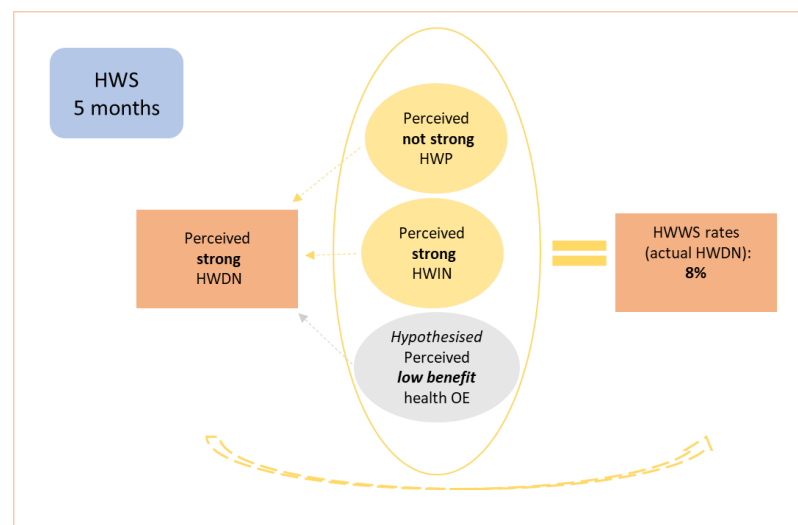 HWS
5 months
Perceived
not strong
HWP
Perceived
strong
HWDN
Perceived
strong
HWIN
HWWS rates
(actual HWDN):
8%
Hypothesised
Perceived
low benefit
health OE